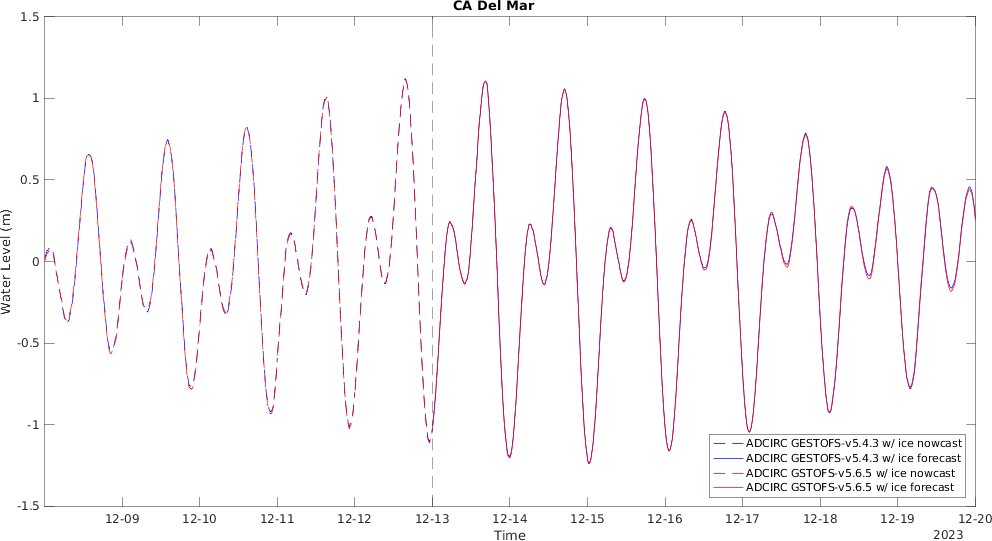 CA Del Mar
1.5
1
0.5
0
-0.5
-1
-1.5
Water Level (m)
12-09
12-10
12-11
12-12
12-13
12-14
12-15
12-16
12-17
12-18
12-19
12-20
Time
2023
ADCIRC GESTOFS-v5.4.3 w/ ice nowcast
ADCIRC GESTOFS-v5.4.3 w/ ice forecast
ADCIRC GSTOFS-v5.6.5 w/ ice nowcast
ADCIRC GSTOFS-v5.6.5 w/ ice forecast